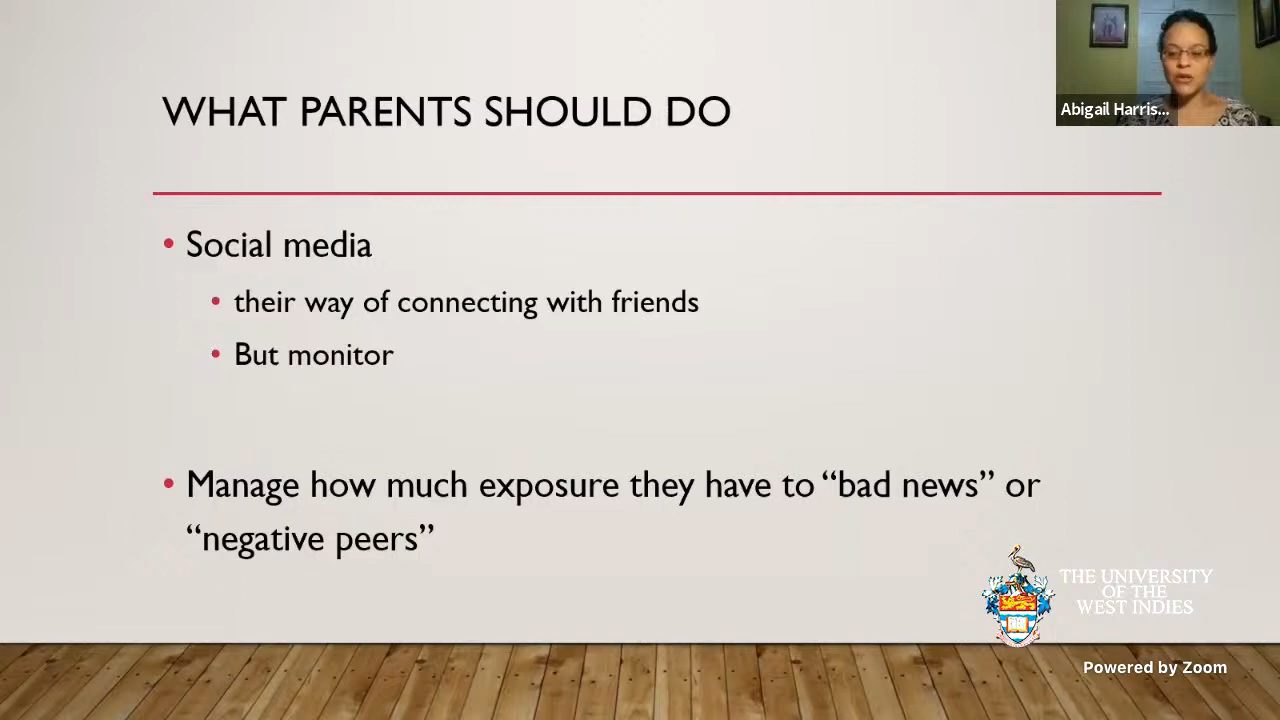 Abigail Harris...
WHAT PARENTS SHOULD DO
• Social media
• their way of connecting with friends
• But monitor
• Manage how much exposure they have to “bad news” or
“negative peers”
THE UNIVERSITY
OF THE
WEST INDIES
Powered by Zoom